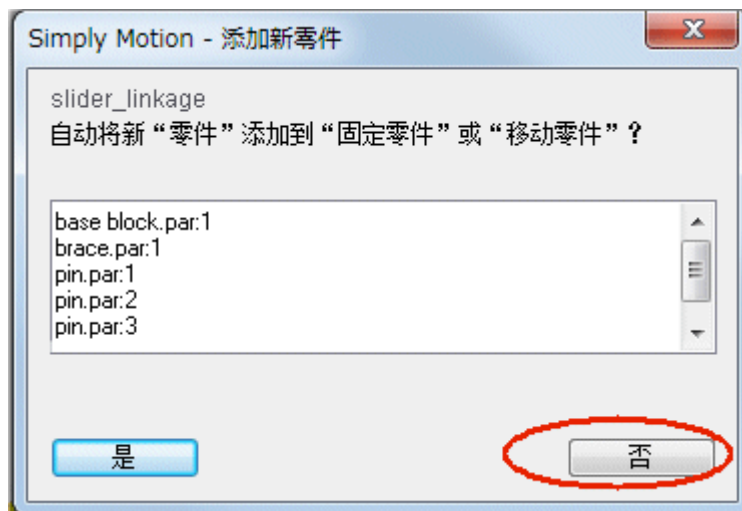 Simply Motion - 添加新零件
slider_linkage
自动将新“零件”添加到“固定零件”或“移动零件”？
base block.par:1
brace.par:1
pin.par:1
pin.par:2
pin.par:3
是
否